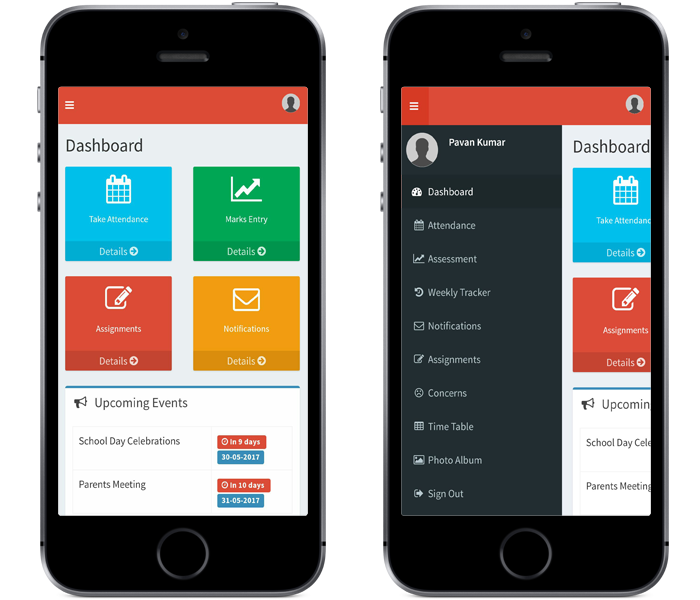 Dashboard
Take Attendance
Details
Marks Entry
Details
Assignments
Details
Notifications
Details
Upcoming Events
School Day Celebrations
In 9 days
30-05-2017
Parents Meeting
In 10 days
31-05-2017
Pavan Kumar
Dashboard
Attendance
Assessment
Weekly Tracker
Notifications
Assignments
Concerns
Time Table
Photo Album
Sign Out
Dashboard
Take Attendanc
Details
Assignments
Details
Upcomin
School Day Cele
Parents Meeting